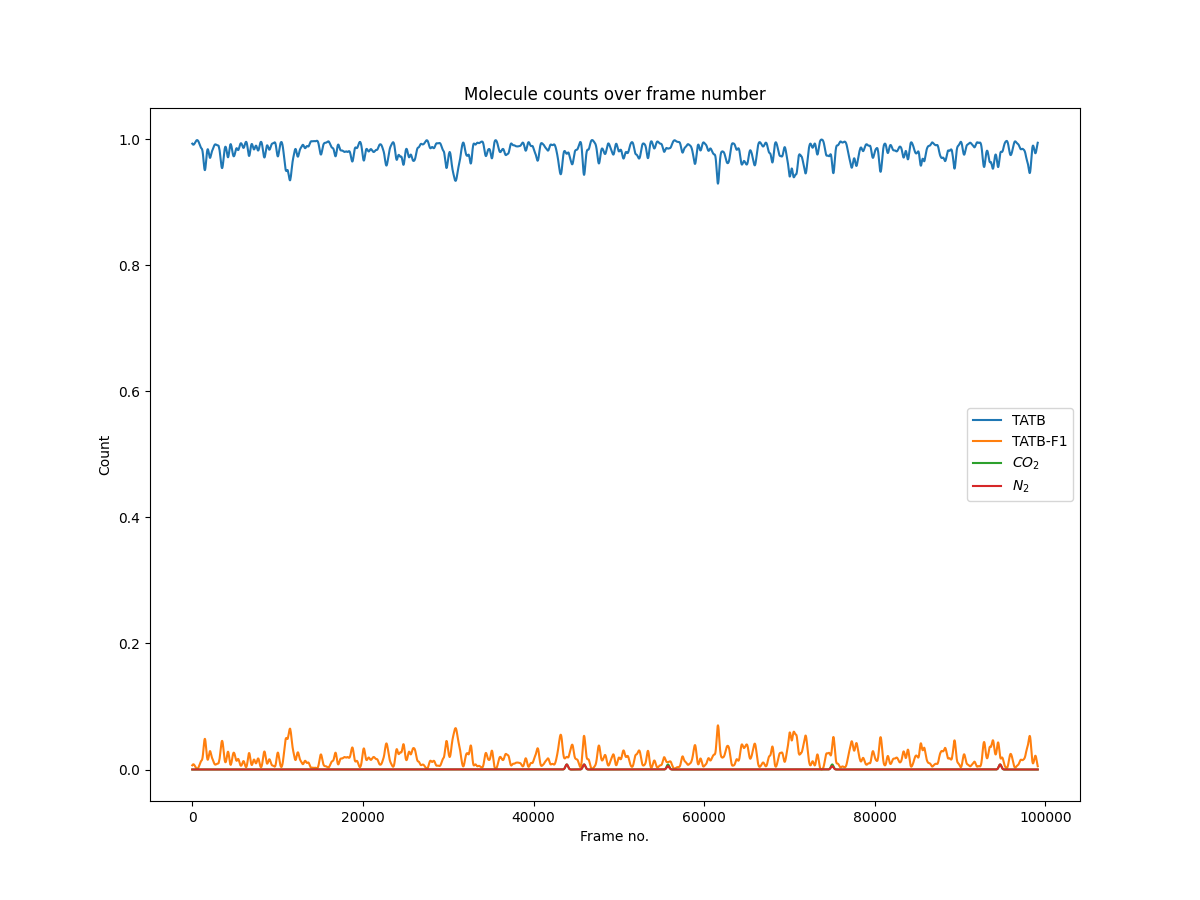 Molecule counts over frame number
1.0
0.8
0.6
0.4
0.2
0.0
Count
0 20000 40000 60000 80000 100000
Frame no.
TATB
TATB-F1
CO₂
N₂